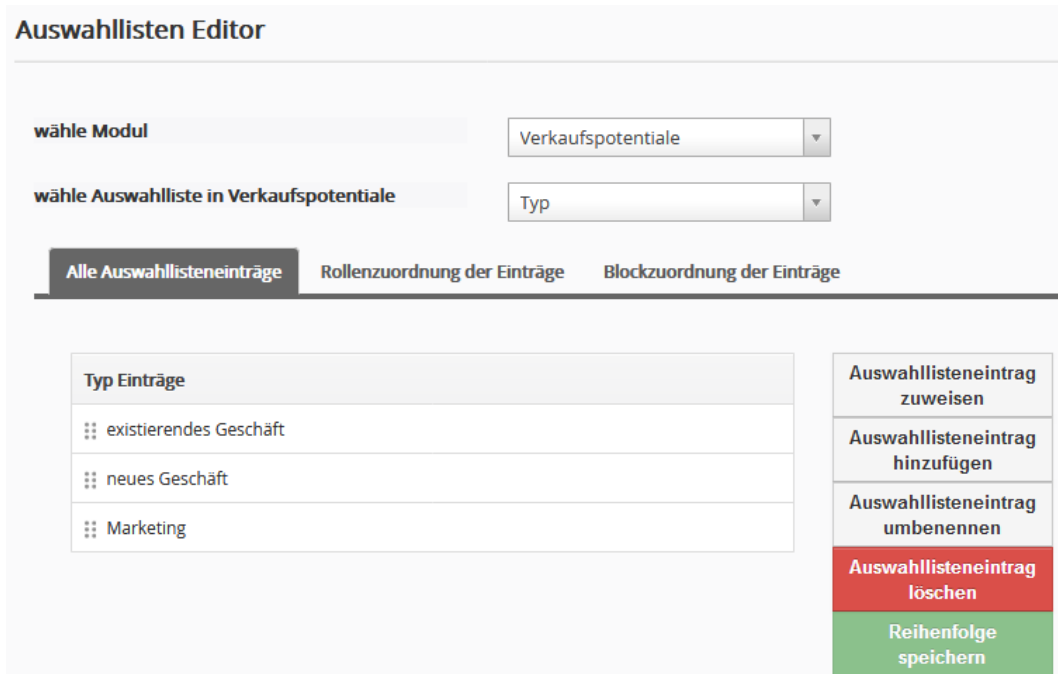 Auswahllisten Editor
wähle Modul
Verkaufspotentiale
wähle Auswahlliste in Verkaufspotentiale
Typ
Alle Auswahllisteneinträge
Rollenzuordnung der Einträge
Blockzuordnung der Einträge
Typ Einträge
existierendes Geschäft
neues Geschäft
Marketing
Auswahllisteneintrag
zuweisen
Auswahllisteneintrag
hinzufügen
Auswahllisteneintrag
umbenennen
Auswahllisteneintrag
löschen
Reihenfolge
speichern